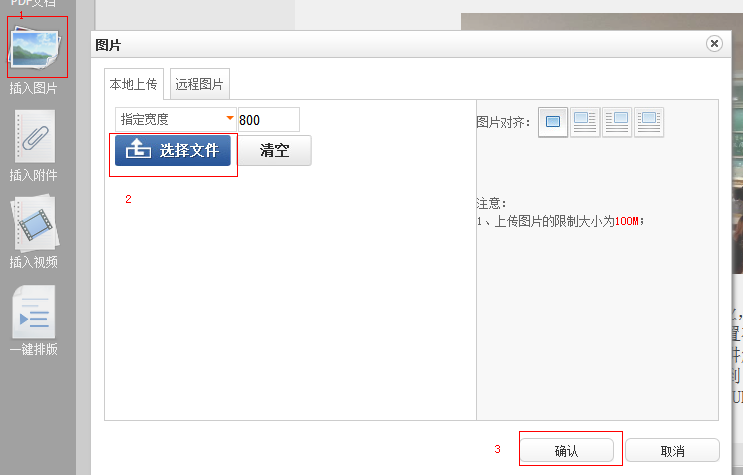 PDF文档
1
插入图片
插入附件
插入视频
一键排版
图片
本地上传 远程图片
指定宽度 800
选择文件 清空
2
图片对齐：
注意：
1、上传图片的限制大小为100M；
3 确认 取消